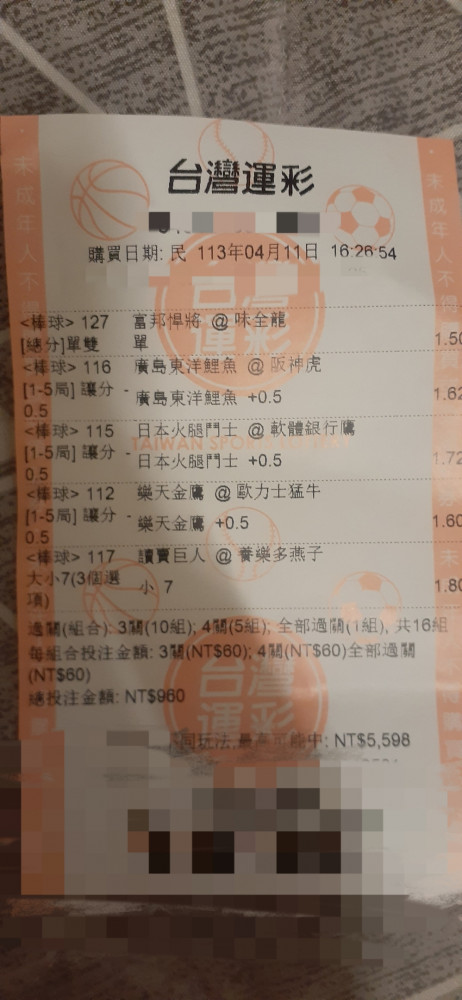 台灣運彩
購買日期: 民 113年04月11日 16:26:54
<棒球> 127 富邦悍將 @ 味全龍
[總分]單雙 單 1.50
<棒球> 116 廣島東洋鯉魚 @ 阪神虎
[1-5局] 讓分 - 廣島東洋鯉魚 +0.5 1.62
0.5
<棒球> 115 日本火腿鬥士 @ 軟體銀行鷹
[1-5局] 讓分 - 日本火腿鬥士 +0.5 1.72
0.5
<棒球> 112 樂天金鷹 @ 歐力士猛牛
[1-5局] 讓分 - 樂天金鷹 +0.5 1.60
0.5
<棒球> 117 讀賣巨人 @ 養樂多燕子
大小7(3個選 小 7 1.80
項)
過關(組合): 3關(10組); 4關(5組); 全部過關(1組), 共16組
每組合投注金額: 3關(NT$60); 4關(NT$60)全部過關
(NT$60)
總投注金額: NT$960
同玩法,最高可能中: NT$5,598
未成年人不得
未成年人不得
台灣運彩
TAIWAN SPORTS LOTTERY
台灣運彩